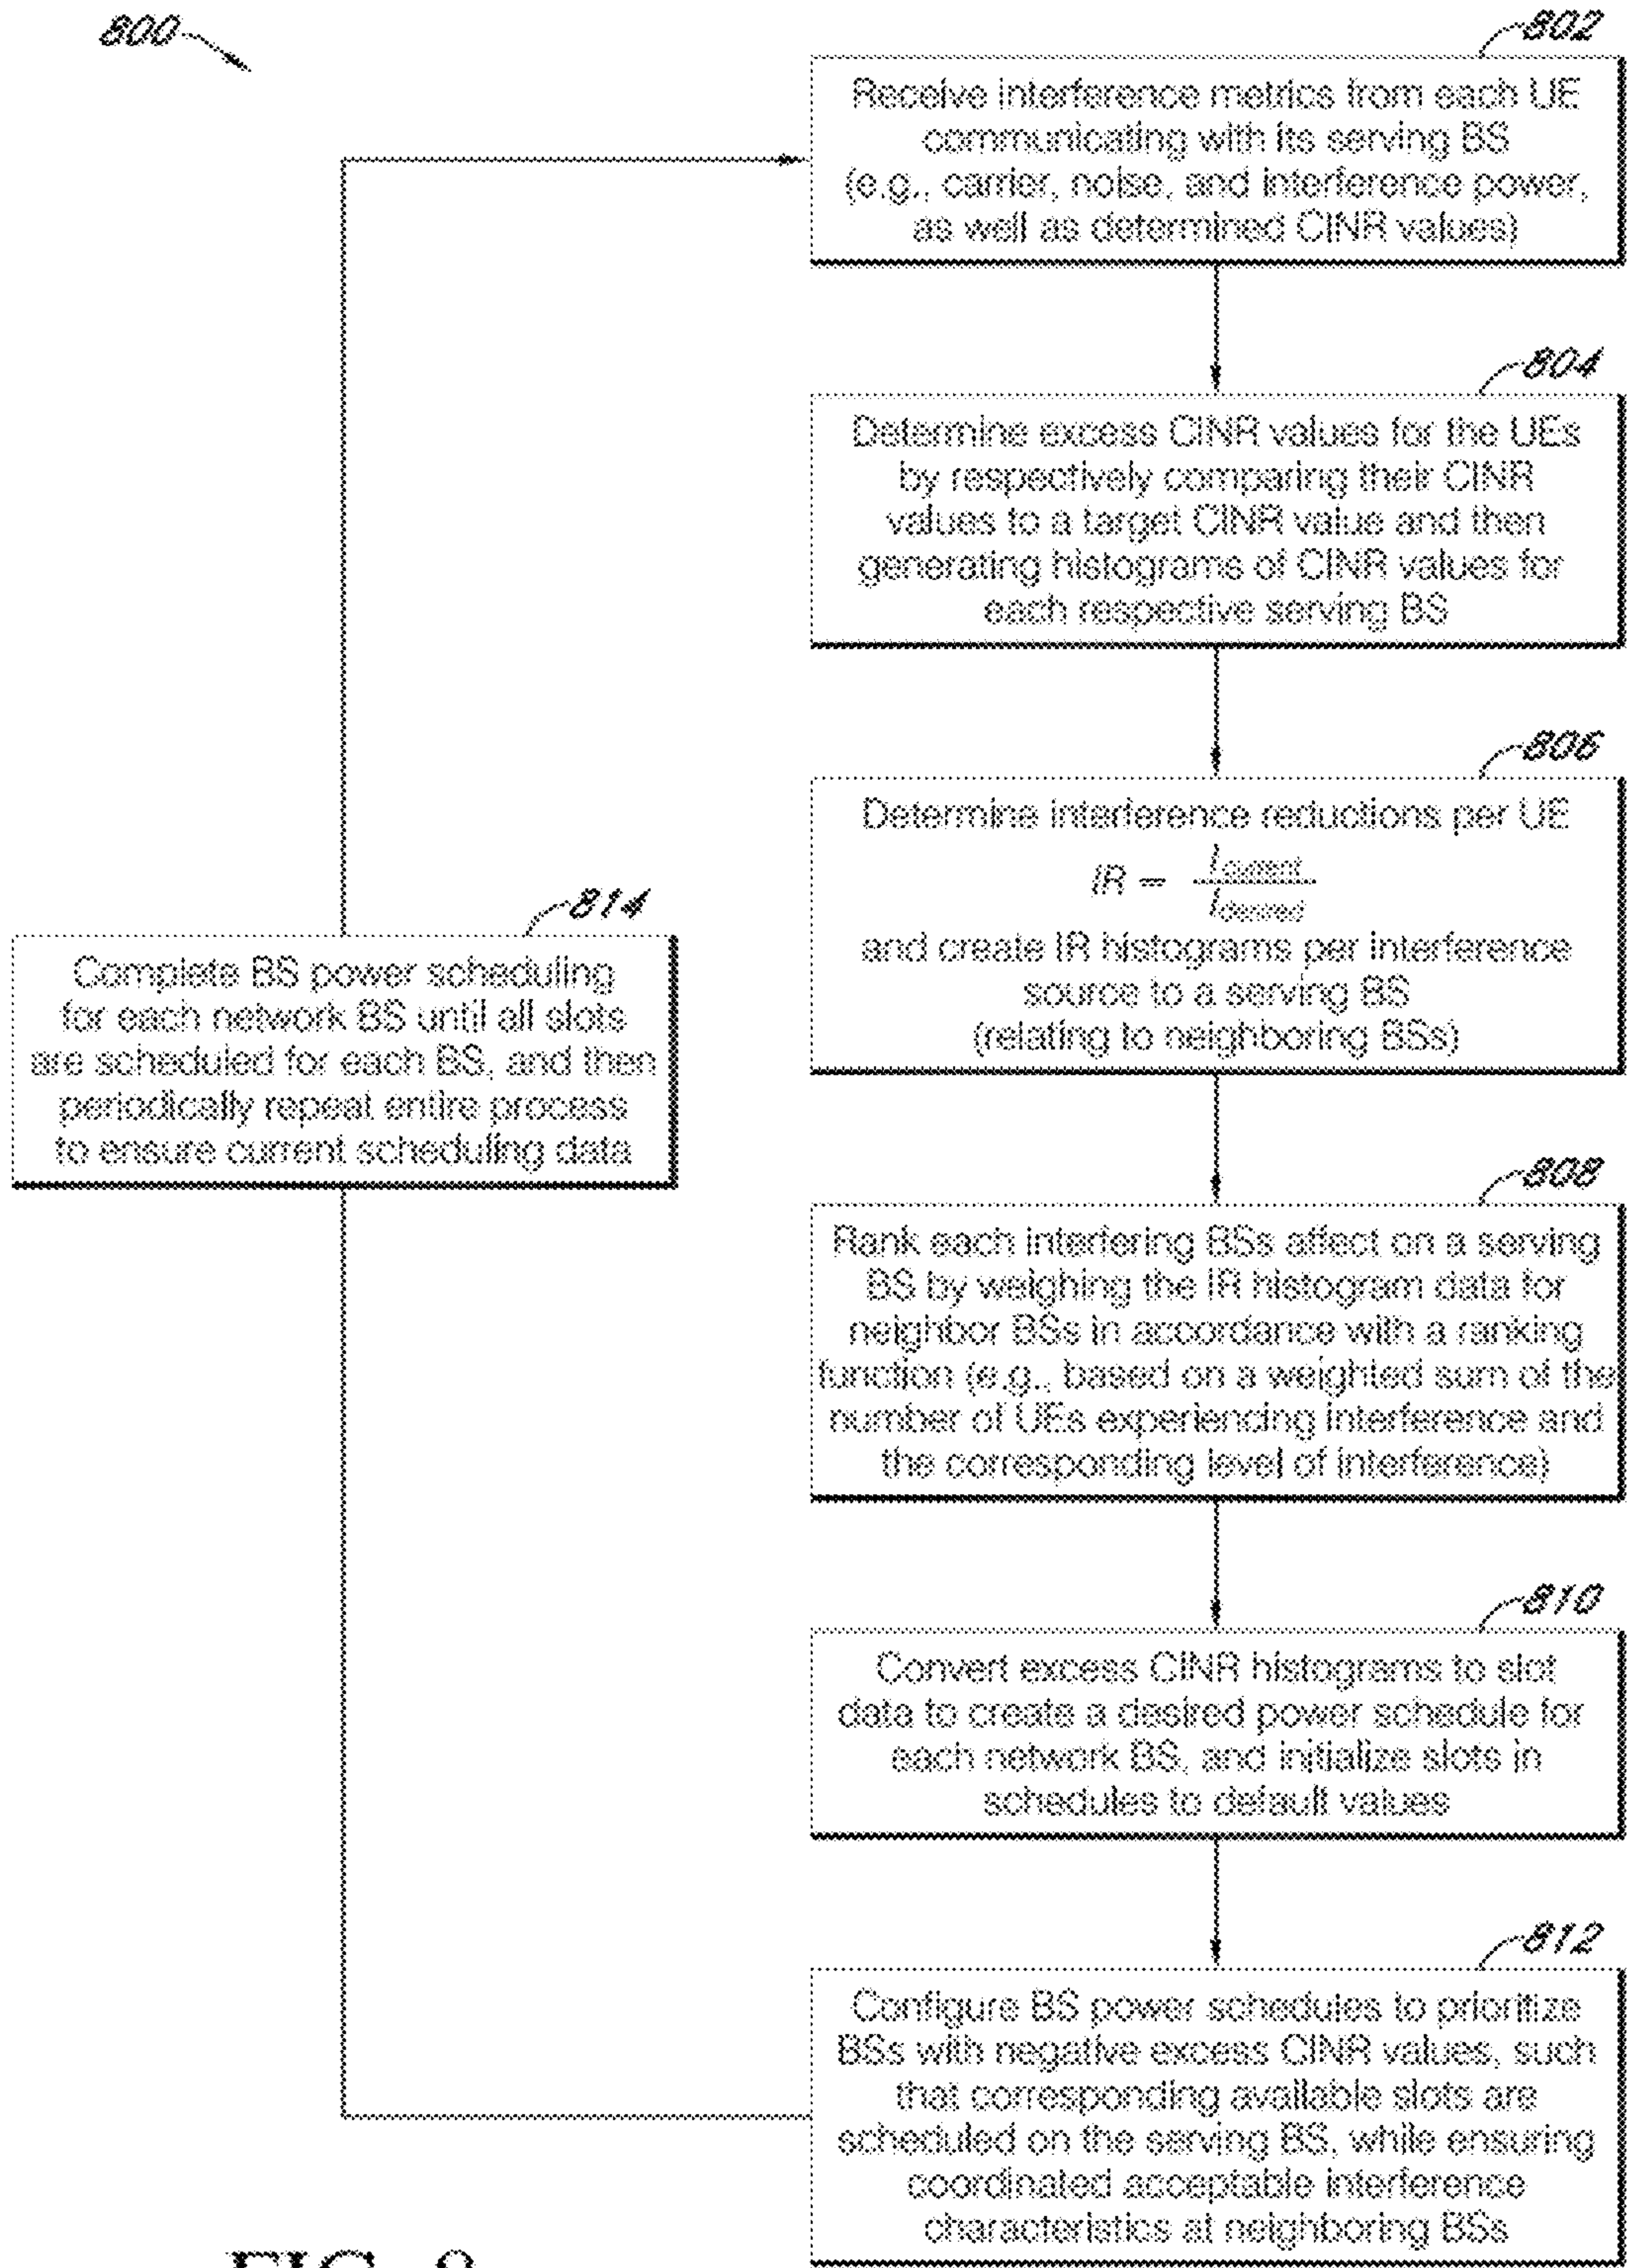 800
802
Receive interference metrics from each UE
communicating with its serving BS
(e.g., carrier, noise, and interference power,
as well as determined CINR values)
804
Determine excess CINR values for the UEs
by respectively comparing their CINR
values to a target CINR value and then
generating histograms of CINR values for
each respective serving BS
806
Determine interference reductions per UE
IR = I current / I desired
and create IR histograms per interference
source to a serving BS
(relating to neighboring BSs)
808
Rank each interfering BSs affect on a serving
BS by weighing the IR histogram data for
neighbor BSs in accordance with a ranking
function (e.g., based on a weighted sum of the
number of UEs experiencing interference and
the corresponding level of interference)
810
Convert excess CINR histograms to slot
data to create a desired power schedule for
each network BS, and initialize slots in
schedules to default values
812
Configure BS power schedules to prioritize
BSs with negative excess CINR values, such
that corresponding available slots are
scheduled on the serving BS, while ensuring
coordinated acceptable interference
characteristics at neighboring BSs
814
Complete BS power scheduling
for each network BS until all slots
are scheduled for each BS, and then
periodically repeat entire process
to ensure current scheduling data
FIG. 8